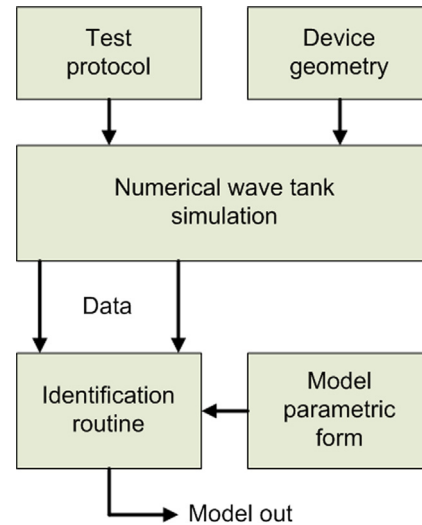 Test
protocol
Device
geometry
Numerical wave tank
simulation
Data
Identification
routine
Model
parametric
form
Model out